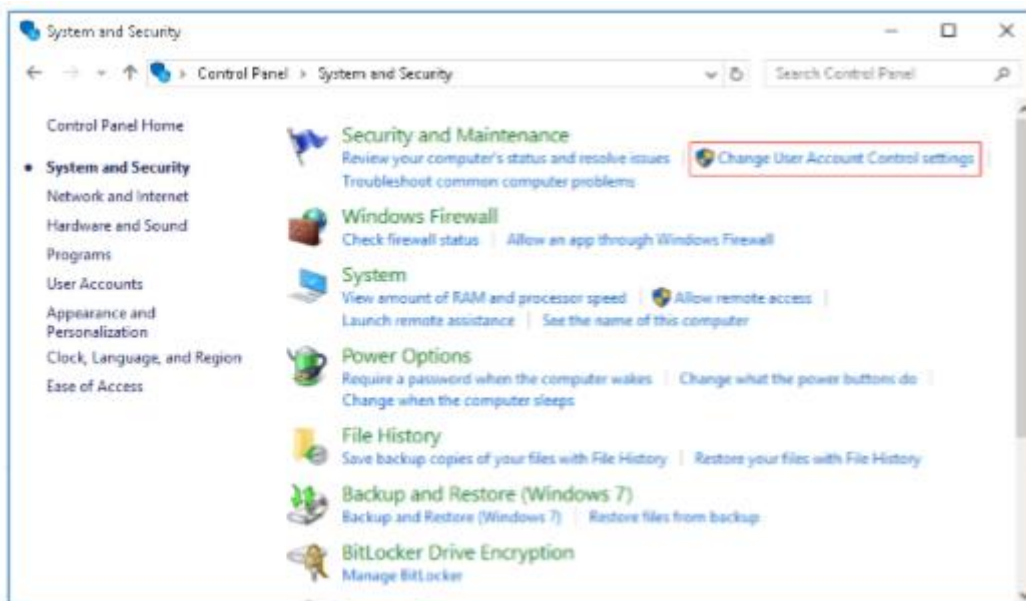 System and Security
Control Panel > System and Security
Search Control Panel
Control Panel Home
System and Security
Network and Internet
Hardware and Sound
Programs
User Accounts
Appearance and
Personalization
Clock, Language, and Region
Ease of Access
Security and Maintenance
Review your computer's status and resolve issues
Change User Account Control settings
Troubleshoot common computer problems
Windows Firewall
Check firewall status
Allow an app through Windows Firewall
System
View amount of RAM and processor speed
Allow remote access
Launch remote assistance
See the name of this computer
Power Options
Require a password when the computer wakes
Change what the power buttons do
Change when the computer sleeps
File History
Save backup copies of your files with File History
Restore your files with File History
Backup and Restore (Windows 7)
Backup and Restore (Windows 7)
Restore files from backup
BitLocker Drive Encryption
Manage BitLocker